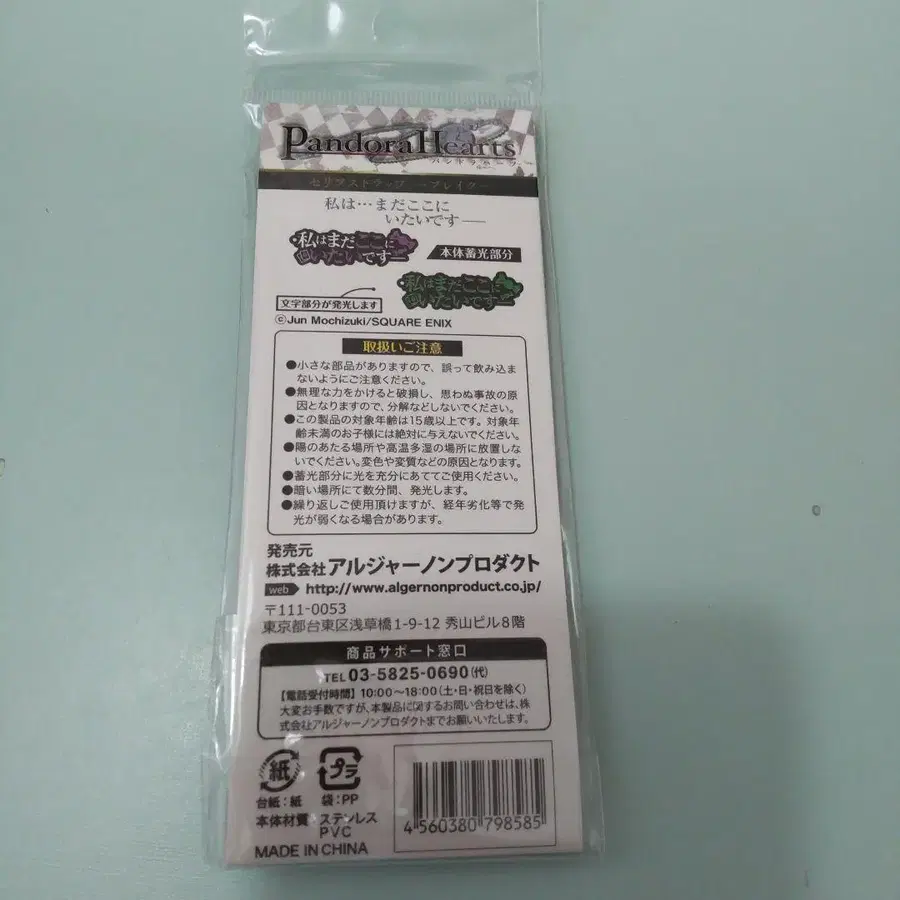 PandoraHearts
パンドラハーツ
セリフストラップ ーブレイクー
私は…まだここに
いたいです──
私はまだここに
いたいです─
本体蓄光部分
私はまだここに
いたいです─
文字部分が発光します
©Jun Mochizuki/SQUARE ENIX
取扱いご注意
●小さな部品がありますので、誤って飲み込ま
ないようにご注意ください。
●無理な力をかけると破損し、思わぬ事故の原
因となりますので、分解などしないでください。
●この製品の対象年齢は15歳以上です。対象年
齢未満のお子様には絶対に与えないでください。
●陽のあたる場所や高温多湿の場所に放置しな
いでください。変色や変質などの原因となります。
●蓄光部分に光を充分にあててご使用ください。
●暗い場所にて数分間、発光します。
●繰り返しご使用頂けますが、経年劣化等で発
光が弱くなる場合があります。
発売元
株式会社アルジャーノンプロダクト
web http://www.algernonproduct.co.jp/
〒111-0053
東京都台東区浅草橋1-9-12 秀山ビル8階
商品サポート窓口
TEL 03-5825-0690(代)
【電話受付時間】10:00〜18:00(土・日・祝日を除く)
大変お手数ですが、本製品に関するお問い合わせは、株
式会社アルジャーノンプロダクトまでお願いいたします。
紙 プラ
台紙:紙 袋:PP
本体材質:ステンレス
PVC
MADE IN CHINA
4 560380 798585